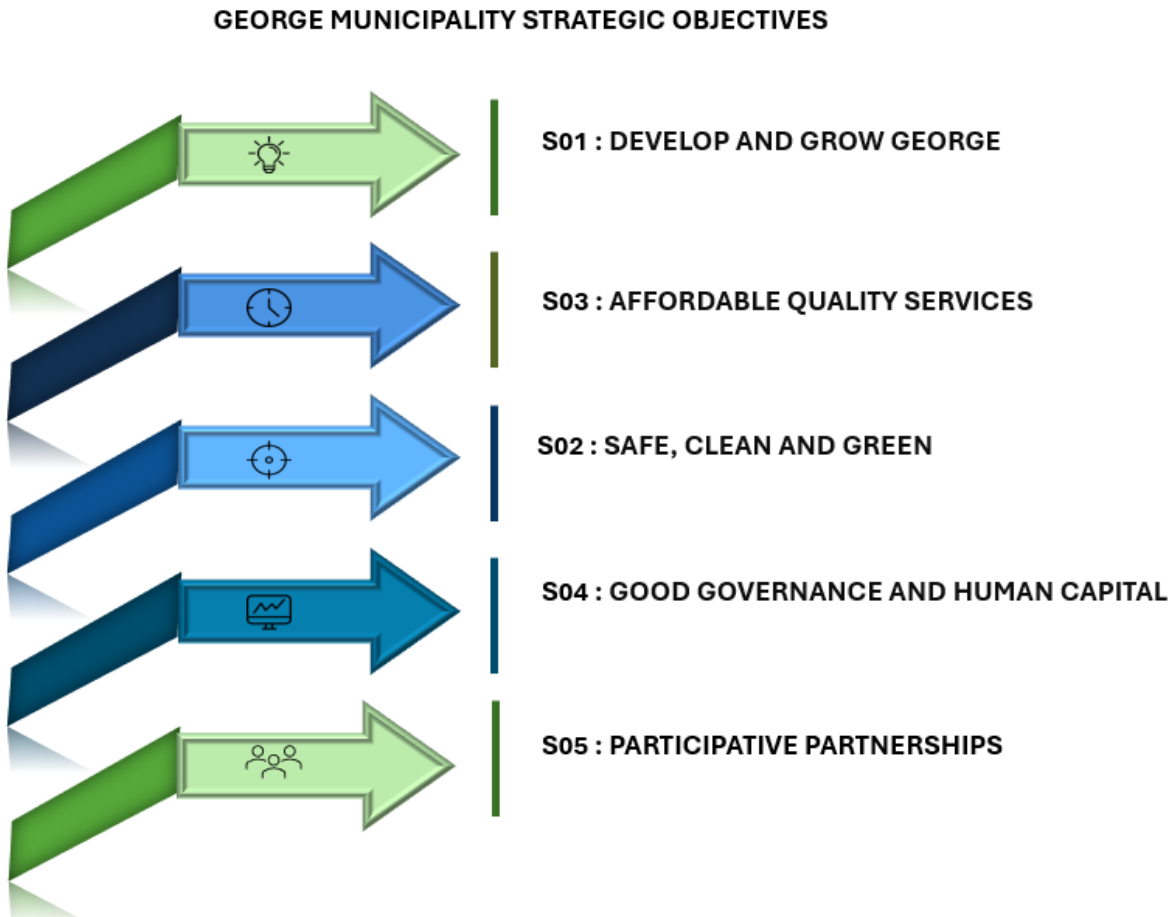 GEORGE MUNICIPALITY STRATEGIC OBJECTIVES
S01 : DEVELOP AND GROW GEORGE
S03 : AFFORDABLE QUALITY SERVICES
S02 : SAFE, CLEAN AND GREEN
S04 : GOOD GOVERNANCE AND HUMAN CAPITAL
S05 : PARTICIPATIVE PARTNERSHIPS